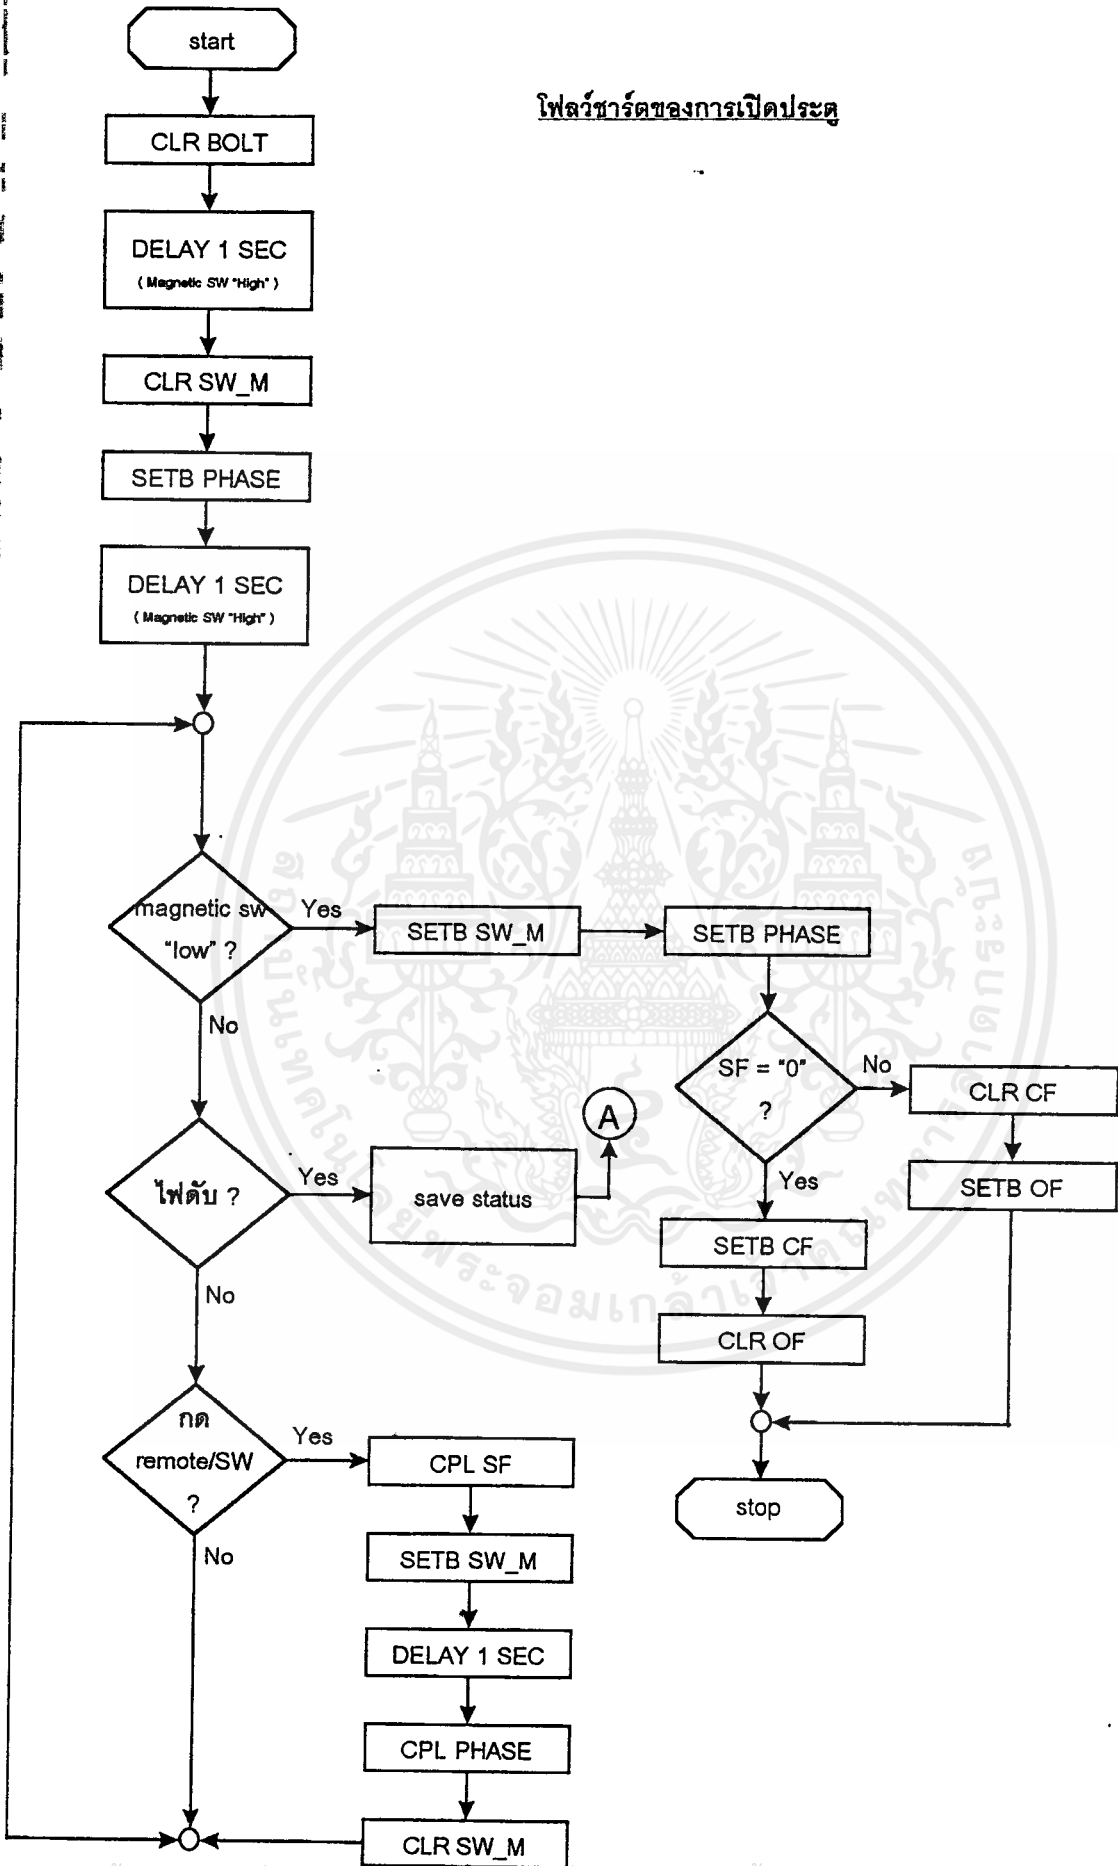 start
โฟลว์ชาร์ตของการเปิดประตู
CLR BOLT
DELAY 1 SEC
( Magnetic SW "High" )
CLR SW_M
SETB PHASE
DELAY 1 SEC
( Magnetic SW "High" )
magnetic sw
"low" ?
Yes
SETB SW_M
SETB PHASE
No
SF = "0"
?
No
CLR CF
SETB OF
Yes
SETB CF
CLR OF
stop
ไฟดับ ?
Yes
save status
A
No
กด
remote/SW
?
Yes
CPL SF
SETB SW_M
DELAY 1 SEC
CPL PHASE
CLR SW_M
No